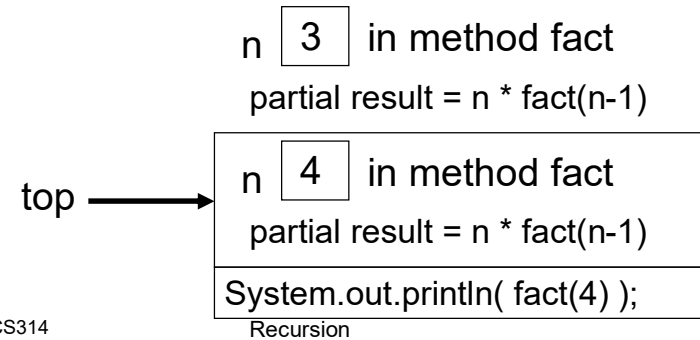 n 3 in method fact
partial result = n * fact(n-1)
n 4 in method fact
top
partial result = n * fact(n-1)
System.out.println( fact(4) );
CS314
Recursion